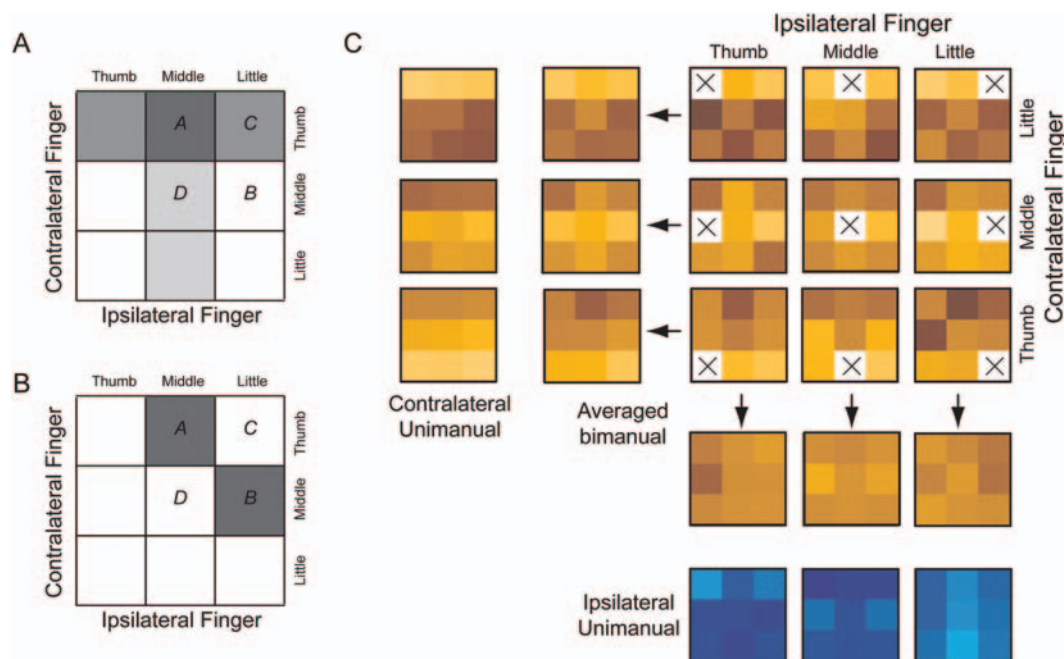 A
Thumb Middle Little
Contralateral Finger
A C
Thumb
D B
Middle
Little
Ipsilateral Finger
B
Thumb Middle Little
Contralateral Finger
A C
Thumb
D B
Middle
Little
Ipsilateral Finger
C
Ipsilateral Finger
Thumb Middle Little
Little
Middle
Thumb
Contralateral Finger
Contralateral
Unimanual
Averaged
bimanual
Ipsilateral
Unimanual